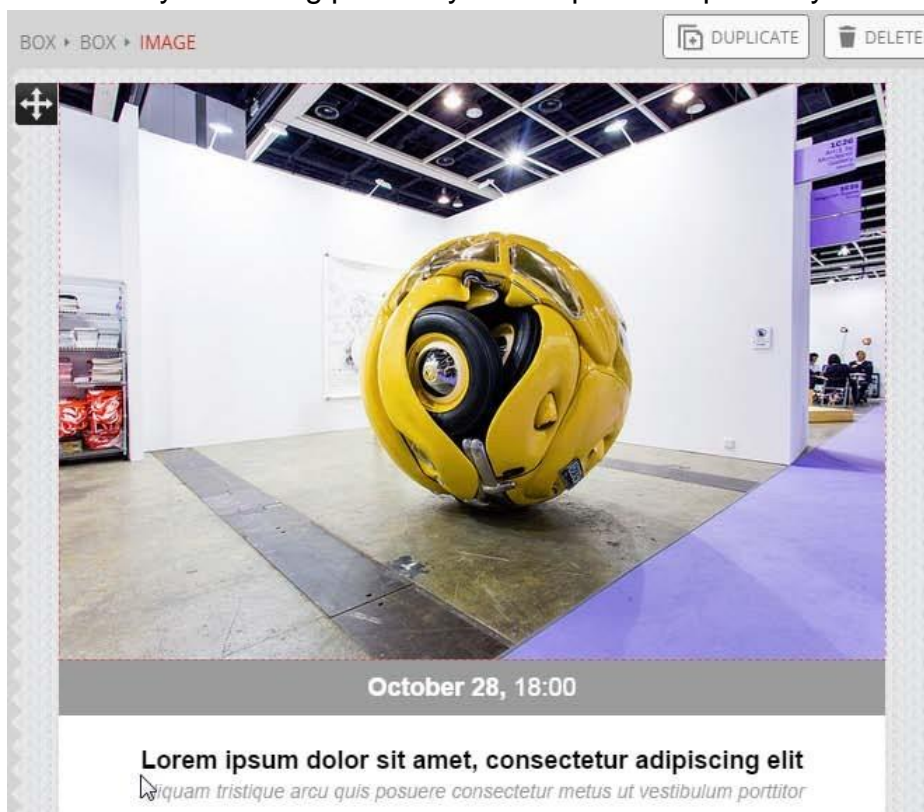 BOX ▸ BOX ▸ IMAGE
DUPLICATE
DELETE
1C26
October 28, 18:00
Lorem ipsum dolor sit amet, consectetur adipiscing elit
tristique arcu quis posuere consectetur metus ut vestibulum porttitor